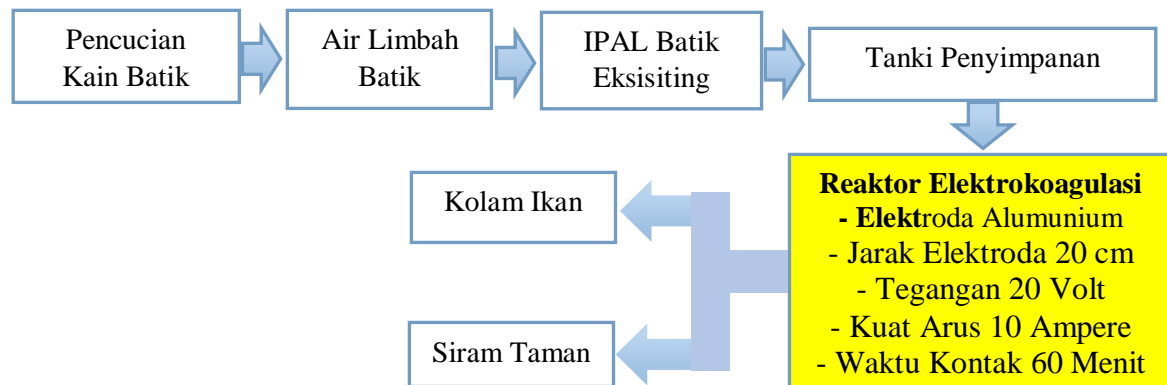 Pencucian
Kain Batik
Air Limbah
Batik
IPAL Batik
Eksisiting
Tanki Penyimpanan
Reaktor Elektrokoagulasi
- Elektroda Alumunium
- Jarak Elektroda 20 cm
- Tegangan 20 Volt
- Kuat Arus 10 Ampere
- Waktu Kontak 60 Menit
Kolam Ikan
Siram Taman